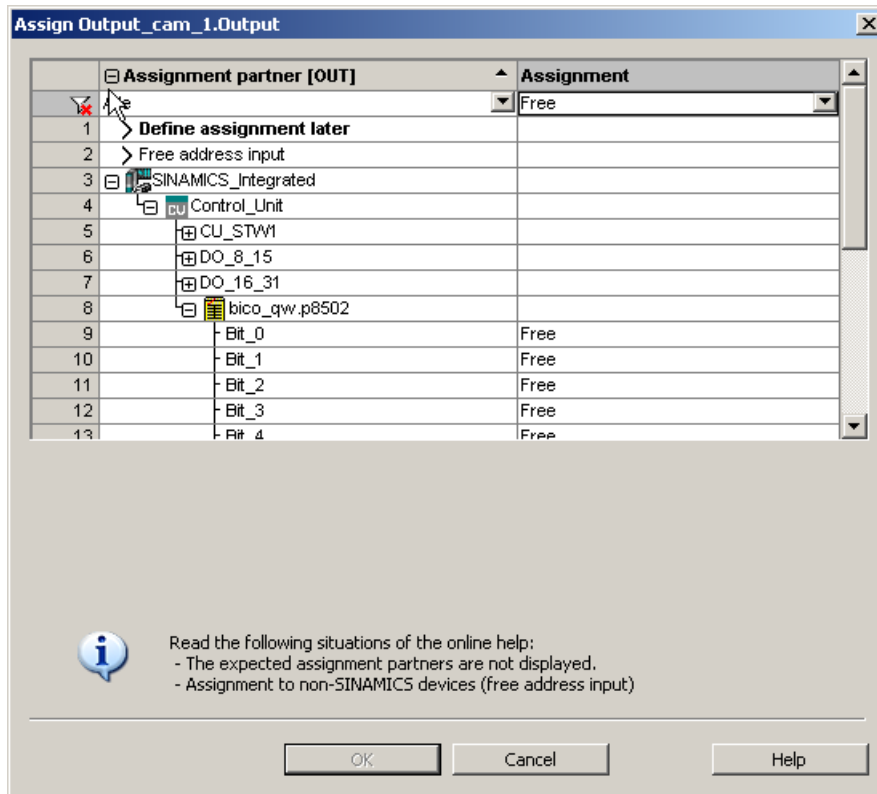 Assign Output_cam_1.Output
Assignment partner [OUT] Assignment
Free
1 Define assignment later
2 Free address input
3 SINAMICS_Integrated
4 CU Control_Unit
5 CU_STW1
6 DO_8_15
7 DO_16_31
8 bico_qw.p8502
9 Bit_0 Free
10 Bit_1 Free
11 Bit_2 Free
12 Bit_3 Free
13 Bit_4 Free
Read the following situations of the online help:
- The expected assignment partners are not displayed.
- Assignment to non-SINAMICS devices (free address input)
OK Cancel Help